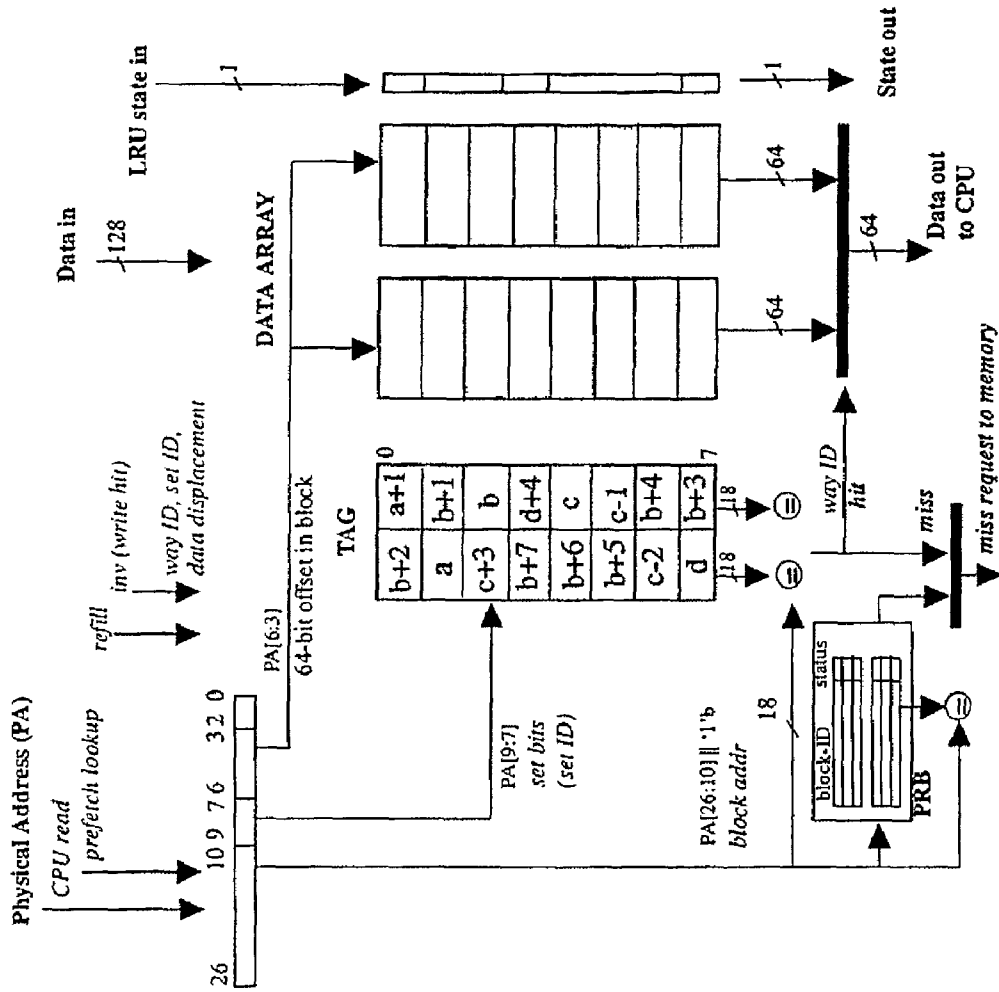 Physical Address (PA)
CPU read
prefetch lookup
refill
inv (write hit)
way ID, set ID,
data displacement
Data in
128
LRU state in
1
26
10 9
7 6
3 2
0
PA[6:3]
64-bit offset in block
DATA ARRAY
TAG
PA[9:7]
set bits
(set ID)
0
b+2 a+1
a b+1
c+3 b
b+7 d+4
b+6 c
b+5 c-1
c-2 b+4
d b+3
7
18
18
=
=
64
64
1
State out
PA[26:10] || '1'b
block addr
18
way ID
hit
64
Data out
to CPU
block-ID
status
PRB
=
miss
miss request to memory